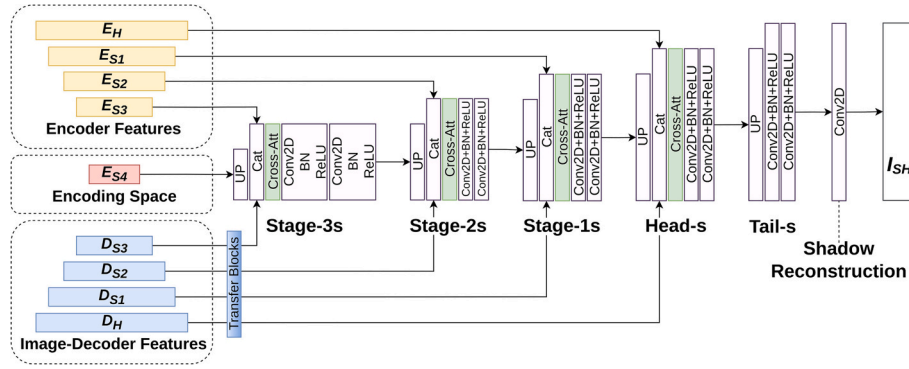 E_H
E_S1
E_S2
E_S3
Encoder Features
E_S4
Encoding Space
D_S3
D_S2
D_S1
D_H
Image-Decoder Features
Transfer Blocks
UP
Cat
Cross-Att
Conv2D
BN
ReLU
Conv2D
BN
ReLU
Stage-3s
UP
Cat
Cross-Att
Conv2D+BN+ReLU
Conv2D+BN+ReLU
Stage-2s
UP
Cat
Cross-Att
Conv2D+BN+ReLU
Conv2D+BN+ReLU
Stage-1s
UP
Cat
Cross-Att
Conv2D+BN+ReLU
Conv2D+BN+ReLU
Head-s
UP
Conv2D+BN+ReLU
Conv2D+BN+ReLU
Tail-s
Conv2D
Shadow
Reconstruction
I_SH